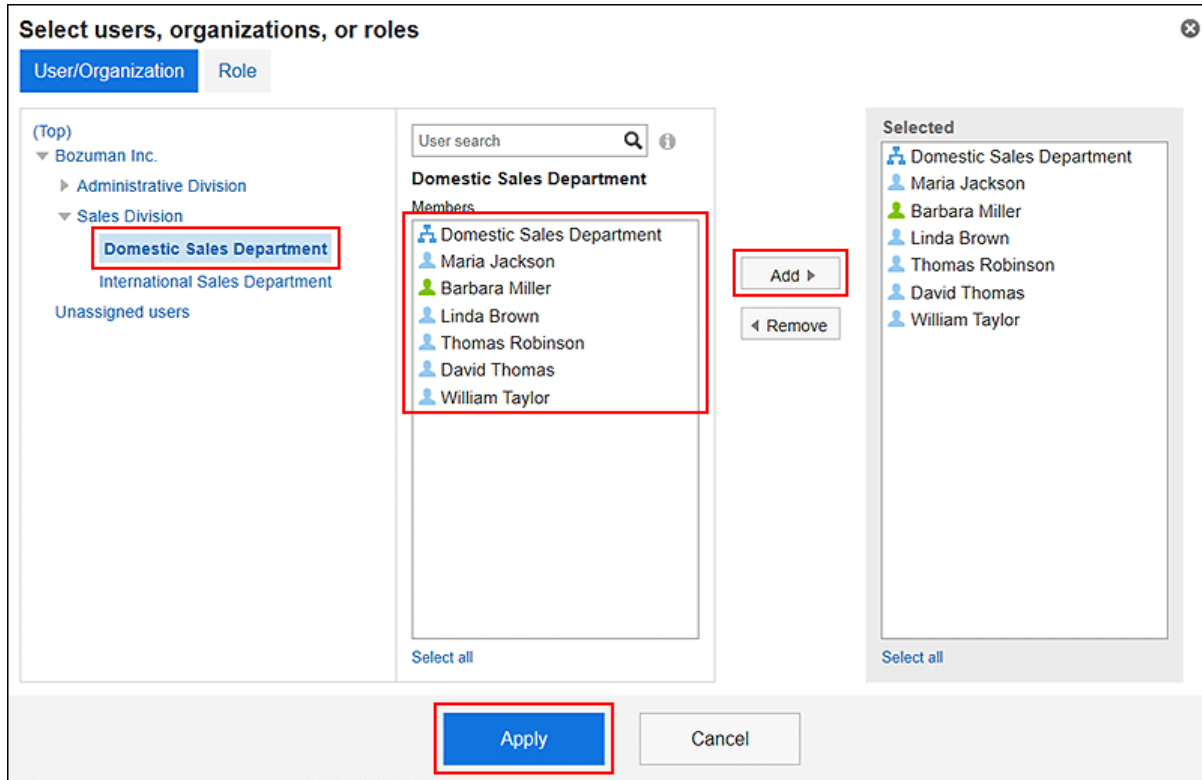 Select users, organizations, or roles
User/Organization
Role
(Top)
Bozuman Inc.
Administrative Division
Sales Division
Domestic Sales Department
International Sales Department
Unassigned users
User search
Domestic Sales Department
Members
Domestic Sales Department
Maria Jackson
Barbara Miller
Linda Brown
Thomas Robinson
David Thomas
William Taylor
Select all
Add
Remove
Selected
Domestic Sales Department
Maria Jackson
Barbara Miller
Linda Brown
Thomas Robinson
David Thomas
William Taylor
Select all
Apply
Cancel